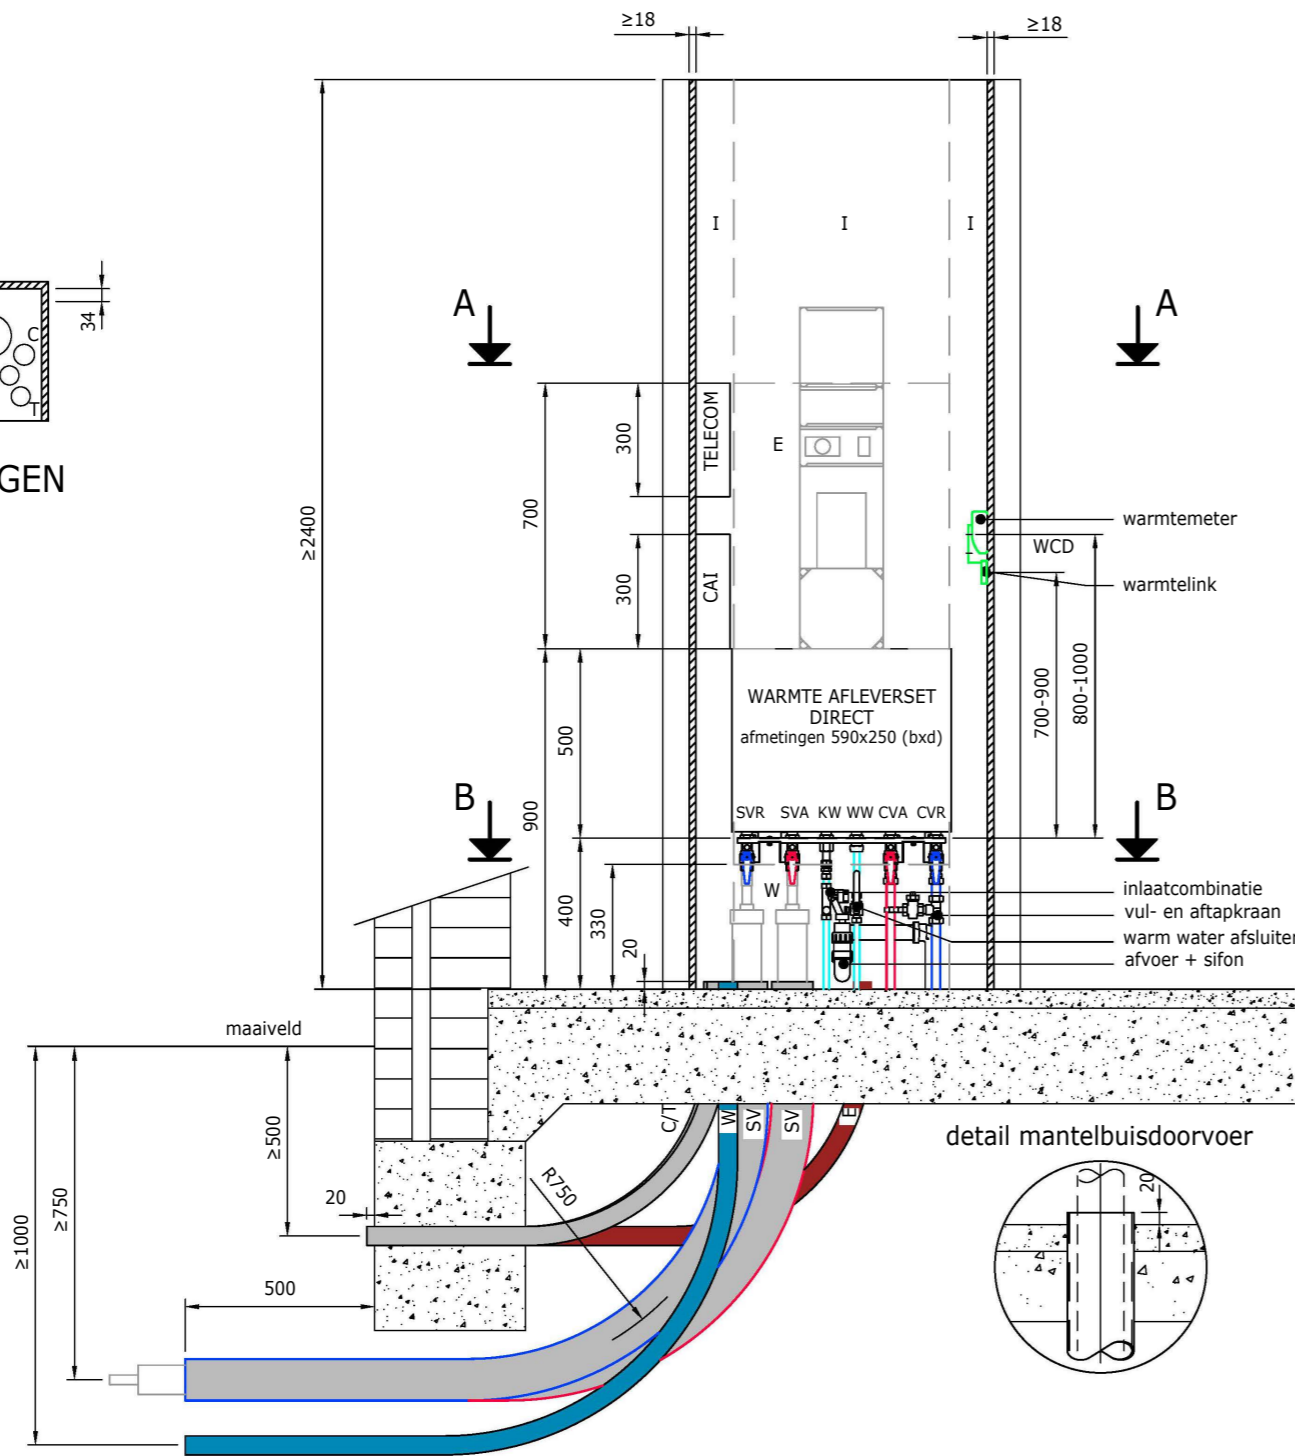 ≥18
≥18
I
I
I
34
C
T
GEN
A
A
≥2400
700
300
TELECOM
E
300
CAI
warmtemeter
WCD
warmtelink
700-900
800-1000
900
500
WARMTE AFLEVERSET
DIRECT
afmetingen 590x250 (bxd)
B
B
SVR SVA KW WW CVA CVR
400
330
20
W
inlaatcombinatie
vul- en aftapkraan
warm water afsluiter
afvoer + sifon
maaiveld
≥1000
≥750
≥500
20
500
C/T
W
SV
SV
E
R750
detail mantelbuisdoorvoer
20